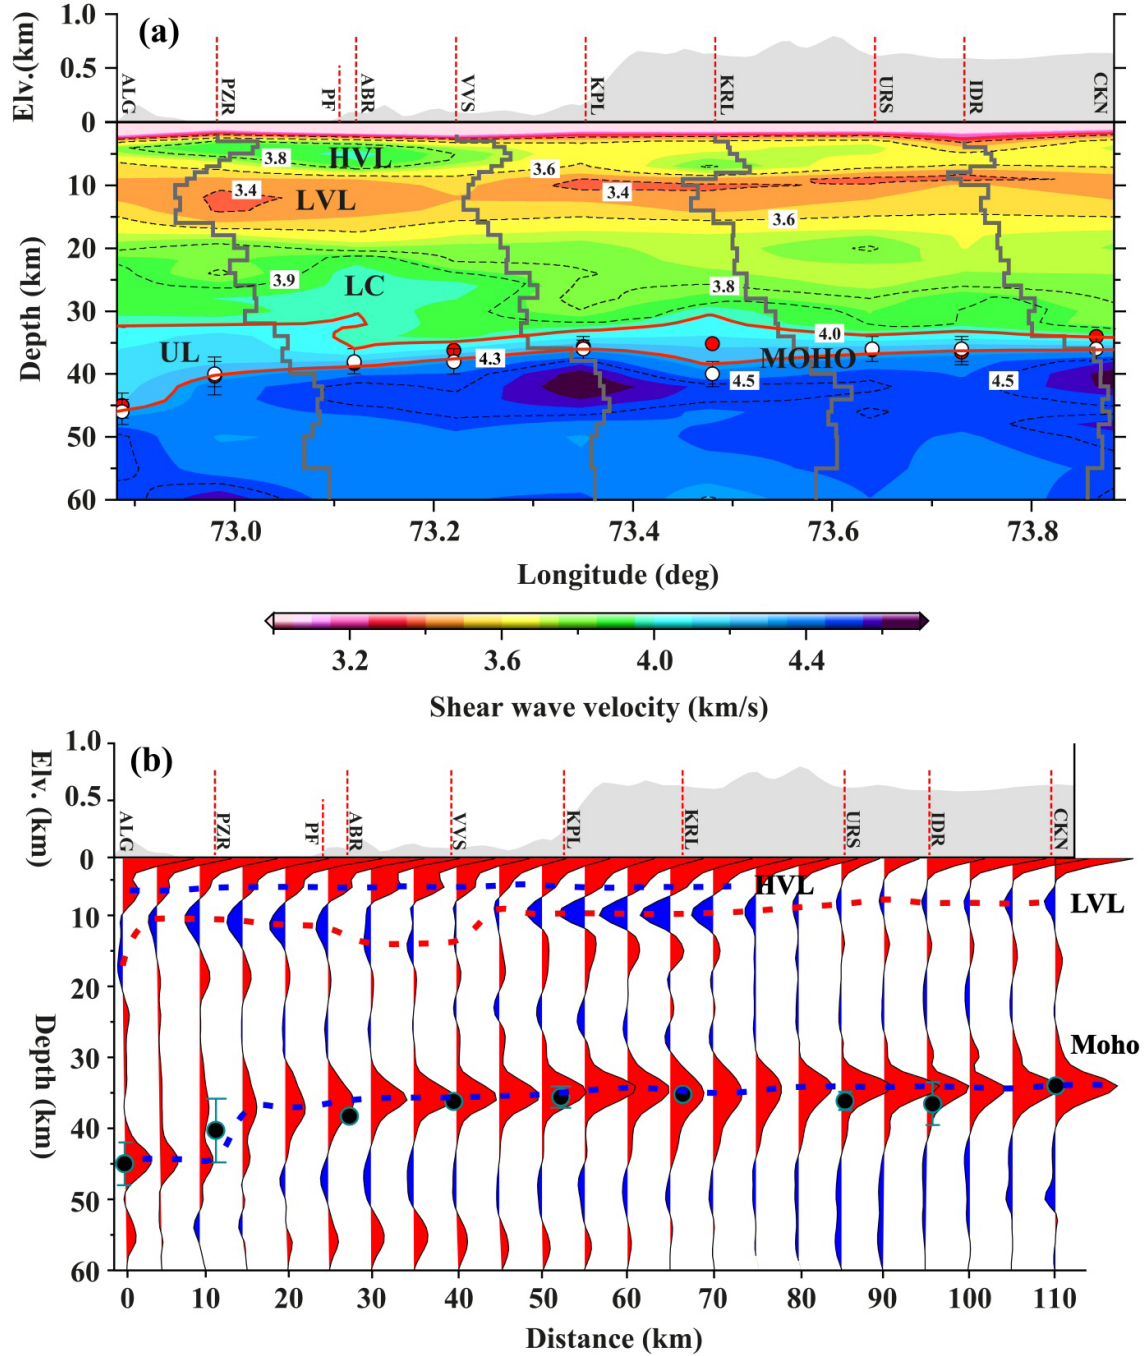 (a)
1.0
0.5
0
Elv.(km)
ALG
PZR
PF
ABR
VVS
KPL
KRL
URS
IDR
CKN
10
20
30
40
50
60
Depth (km)
3.8
HVL
3.6
3.4
LVL
3.4
3.6
3.9
LC
3.8
4.0
UL
4.3
MOHO
4.5
4.5
73.0
73.2
73.4
73.6
73.8
Longitude (deg)
3.2
3.6
4.0
4.4
Shear wave velocity (km/s)
(b)
1.0
0.5
0
Elv. (km)
ALG
PZR
PF
ABR
VVS
KPL
KRL
URS
IDR
CKN
HVL
LVL
Moho
10
20
30
40
50
60
Depth (km)
0
10
20
30
40
50
60
70
80
90
100
110
Distance (km)